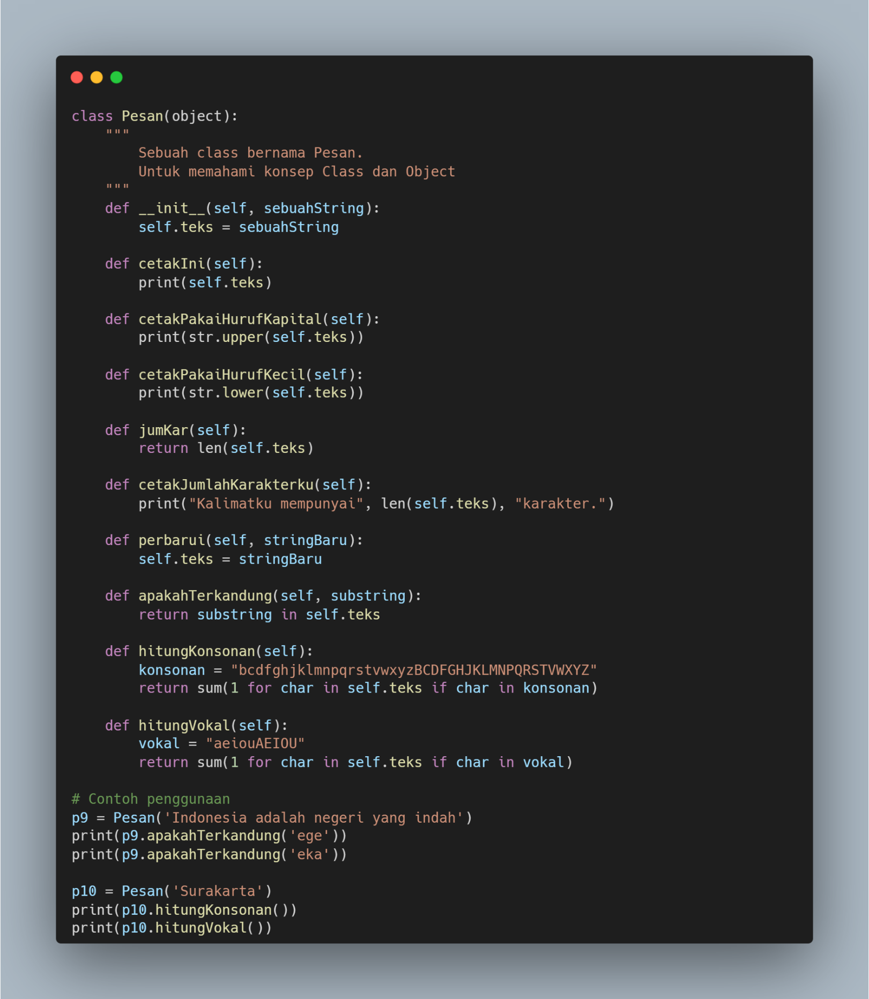 class Pesan(object):
    """
        Sebuah class bernama Pesan.
        Untuk memahami konsep Class dan Object
    """
    def __init__(self, sebuahString):
        self.teks = sebuahString

    def cetakIni(self):
        print(self.teks)

    def cetakPakaiHurufKapital(self):
        print(str.upper(self.teks))

    def cetakPakaiHurufKecil(self):
        print(str.lower(self.teks))

    def jumKar(self):
        return len(self.teks)

    def cetakJumlahKarakterku(self):
        print("Kalimatku mempunyai", len(self.teks), "karakter.")

    def perbarui(self, stringBaru):
        self.teks = stringBaru

    def apakahTerkandung(self, substring):
        return substring in self.teks

    def hitungKonsonan(self):
        konsonan = "bcdfghjklmnpqrstvwxyzBCDFGHJKLMNPQRSTVWXYZ"
        return sum(1 for char in self.teks if char in konsonan)

    def hitungVokal(self):
        vokal = "aeiouAEIOU"
        return sum(1 for char in self.teks if char in vokal)

# Contoh penggunaan
p9 = Pesan('Indonesia adalah negeri yang indah')
print(p9.apakahTerkandung('ege'))
print(p9.apakahTerkandung('eka'))

p10 = Pesan('Surakarta')
print(p10.hitungKonsonan())
print(p10.hitungVokal())